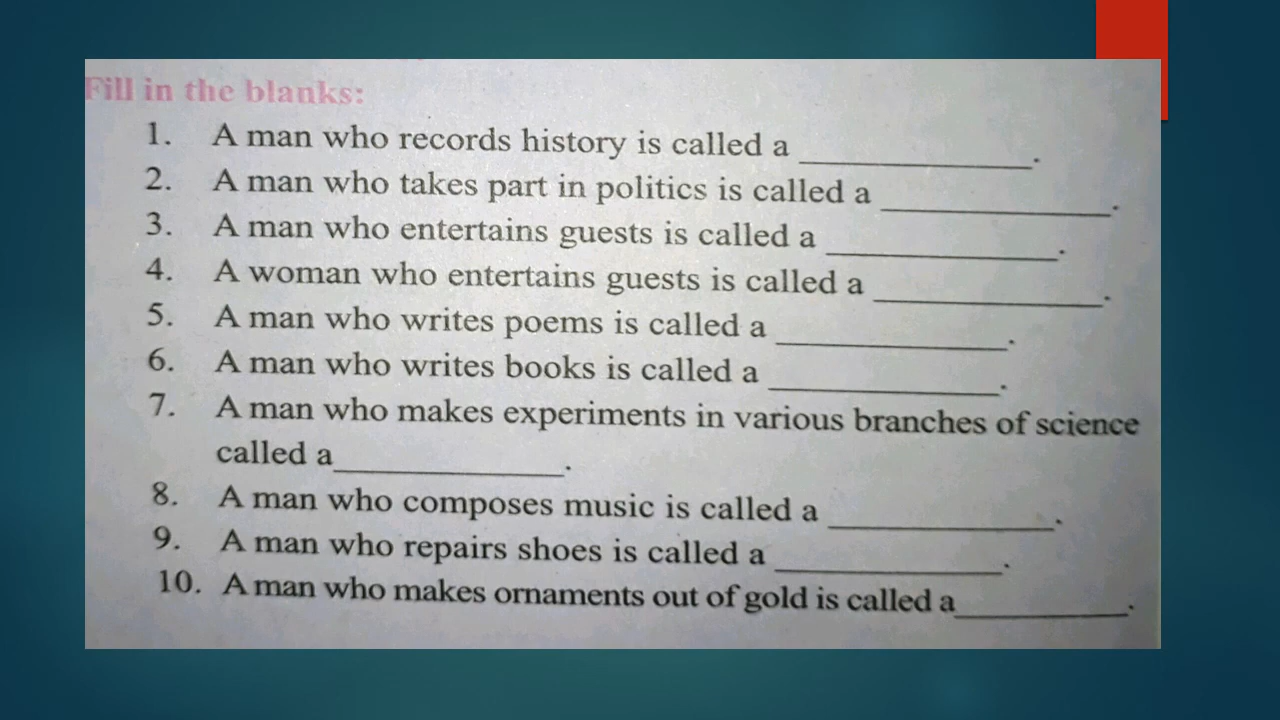 Fill in the blanks:
1. A man who records history is called a ____________.
2. A man who takes part in politics is called a ____________.
3. A man who entertains guests is called a ____________.
4. A woman who entertains guests is called a ____________.
5. A man who writes poems is called a ____________.
6. A man who writes books is called a ____________.
7. A man who makes experiments in various branches of science
called a____________.
8. A man who composes music is called a ____________.
9. A man who repairs shoes is called a ____________.
10. A man who makes ornaments out of gold is called a_________.